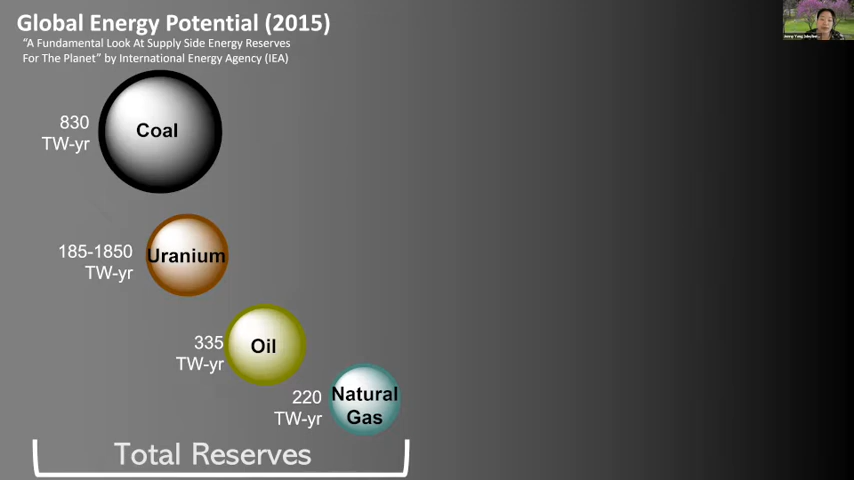 Global Energy Potential (2015)
“A Fundamental Look At Supply Side Energy Reserves
For The Planet” by International Energy Agency (IEA)
830
TW-yr
Coal
185-1850
TW-yr
Uranium
335
TW-yr
Oil
220
TW-yr
Natural
Gas
Total Reserves